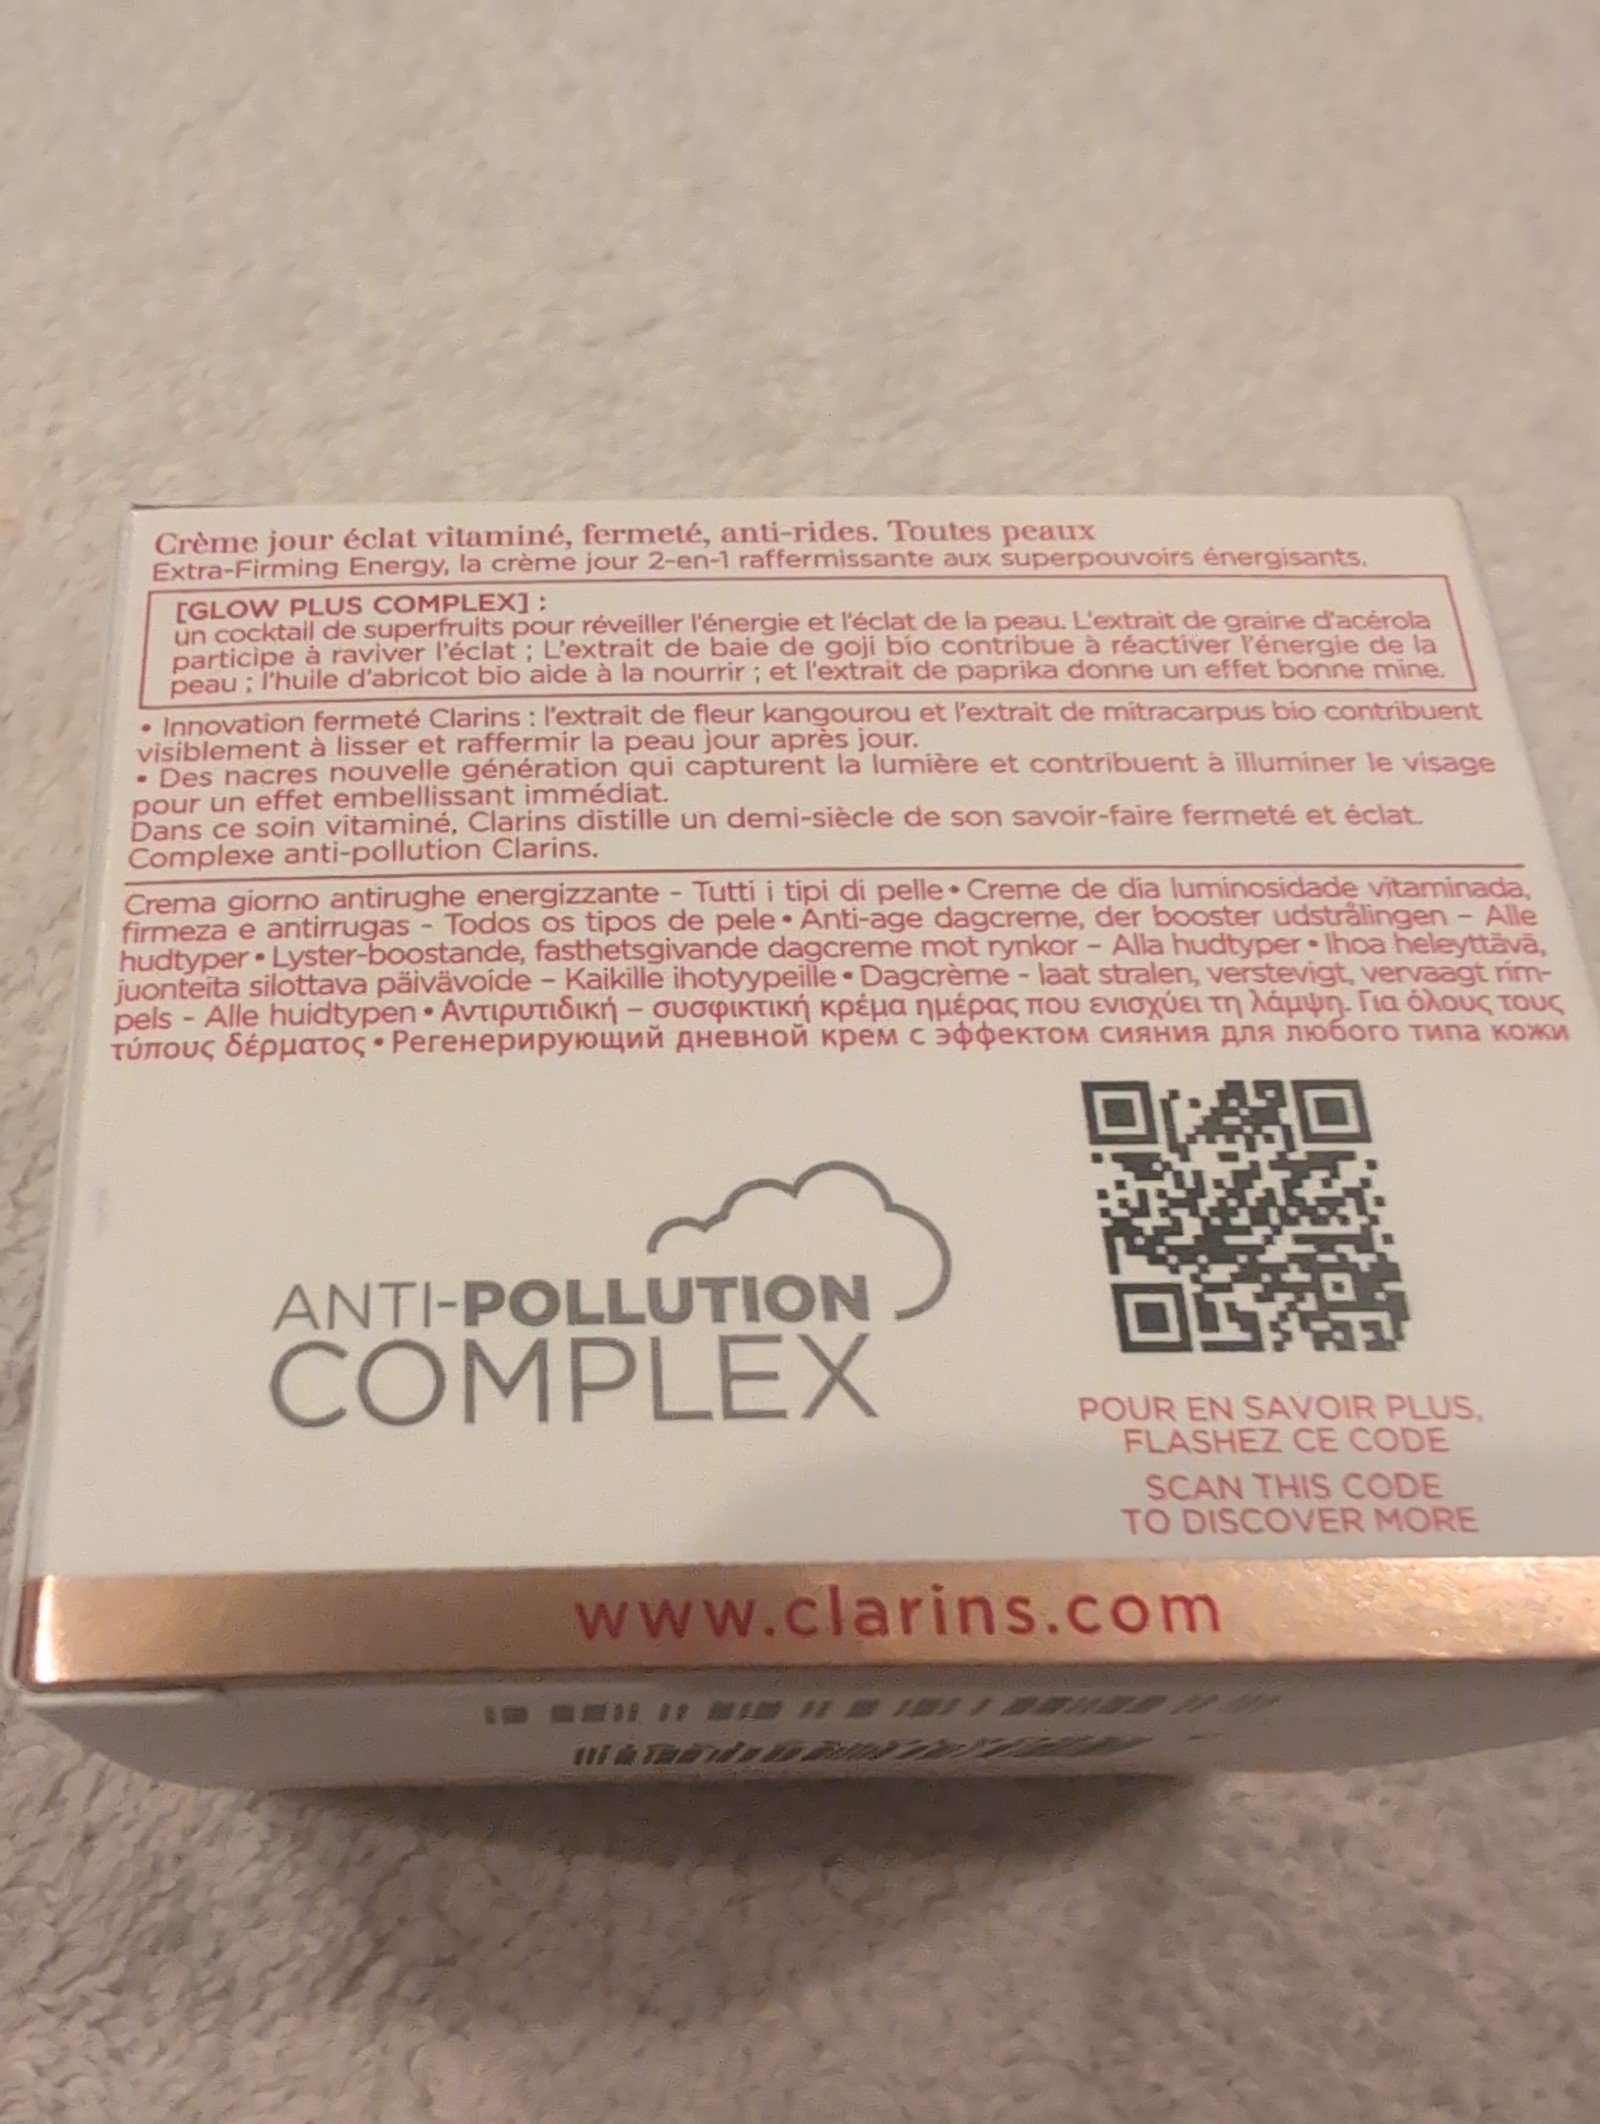 Crème jour éclat vitaminé, fermeté, anti-rides. Toutes peaux
Extra-Firming Energy, la crème jour 2-en-1 raffermissante aux superpouvoirs énergisants.
[GLOW PLUS COMPLEX] :
un cocktail de superfruits pour réveiller l'énergie et l'éclat de la peau. L'extrait de graine d'acérola
participe à raviver l'éclat ; L'extrait de baie de goji bio contribue à réactiver l'énergie de la
peau ; l'huile d'abricot bio aide à la nourrir ; et l'extrait de paprika donne un effet bonne mine.
• Innovation fermeté Clarins : l'extrait de fleur kangourou et l'extrait de mitracarpus bio contribuent
visiblement à lisser et raffermir la peau jour après jour.
• Des nacres nouvelle génération qui capturent la lumière et contribuent à illuminer le visage
pour un effet embellissant immédiat.
Dans ce soin vitaminé, Clarins distille un demi-siècle de son savoir-faire fermeté et éclat.
Complexe anti-pollution Clarins.
Crema giorno antirughe energizzante - Tutti i tipi di pelle • Creme de dia luminosidade vitaminada,
firmeza e antirrugas - Todos os tipos de pele • Anti-age dagcreme, der booster udstrålingen – Alle
hudtyper • Lyster-boostande, fasthetsgivande dagcreme mot rynkor – Alla hudtyper • Ihoa heleyttävä,
juonteita silottava päivävoide – Kaikille ihotyypeille • Dagcrème - laat stralen, verstevigt, vervaagt rim-
pels - Alle huidtypen • Αντιρυτιδική – συσφικτική κρέμα ημέρας που ενισχύει τη λάμψη. Για όλους τους
τύπους δέρματος • Регенерирующий дневной крем с эффектом сияния для любого типа кожи
ANTI-POLLUTION
COMPLEX
POUR EN SAVOIR PLUS,
FLASHEZ CE CODE
SCAN THIS CODE
TO DISCOVER MORE
www.clarins.com